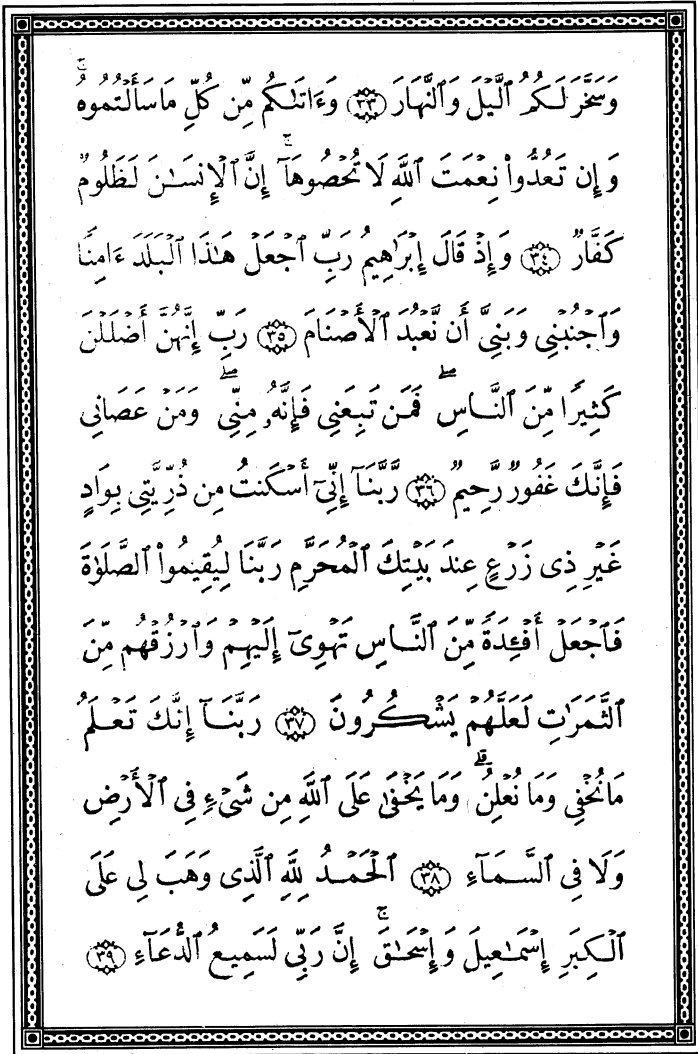 وَسَخَّرَ لَكُمُ ٱلَّيْلَ وَٱلنَّهَارَ ٣٣ وَءَاتَىٰكُم مِّن كُلِّ مَا سَأَلْتُمُوهُ ۚ
وَإِن تَعُدُّوا۟ نِعْمَتَ ٱللَّهِ لَا تُحْصُوهَآ ۗ إِنَّ ٱلْإِنسَـٰنَ لَظَلُومٌ
كَفَّارٌ ٣٤ وَإِذْ قَالَ إِبْرَٰهِيمُ رَبِّ ٱجْعَلْ هَـٰذَا ٱلْبَلَدَ ءَامِنًا
وَٱجْنُبْنِى وَبَنِىَّ أَن نَّعْبُدَ ٱلْأَصْنَامَ ٣٥ رَبِّ إِنَّهُنَّ أَضْلَلْنَ
كَثِيرًا مِّنَ ٱلنَّاسِ ۖ فَمَن تَبِعَنِى فَإِنَّهُۥ مِنِّى ۖ وَمَنْ عَصَانِى
فَإِنَّكَ غَفُورٌ رَّحِيمٌ ٣٦ رَّبَّنَآ إِنِّىٓ أَسْكَنتُ مِن ذُرِّيَّتِى بِوَادٍ
غَيْرِ ذِى زَرْعٍ عِندَ بَيْتِكَ ٱلْمُحَرَّمِ رَبَّنَا لِيُقِيمُوا۟ ٱلصَّلَوٰةَ
فَٱجْعَلْ أَفْـِٔدَةً مِّنَ ٱلنَّاسِ تَهْوِىٓ إِلَيْهِمْ وَٱرْزُقْهُم مِّنَ
ٱلثَّمَرَٰتِ لَعَلَّهُمْ يَشْكُرُونَ ٣٧ رَبَّنَآ إِنَّكَ تَعْلَمُ
مَا نُخْفِى وَمَا نُعْلِنُ ۗ وَمَا يَخْفَىٰ عَلَى ٱللَّهِ مِن شَىْءٍ فِى ٱلْأَرْضِ
وَلَا فِى ٱلسَّمَآءِ ٣٨ ٱلْحَمْدُ لِلَّهِ ٱلَّذِى وَهَبَ لِى عَلَى
ٱلْكِبَرِ إِسْمَـٰعِيلَ وَإِسْحَـٰقَ ۚ إِنَّ رَبِّى لَسَمِيعُ ٱلدُّعَآءِ ٣٩